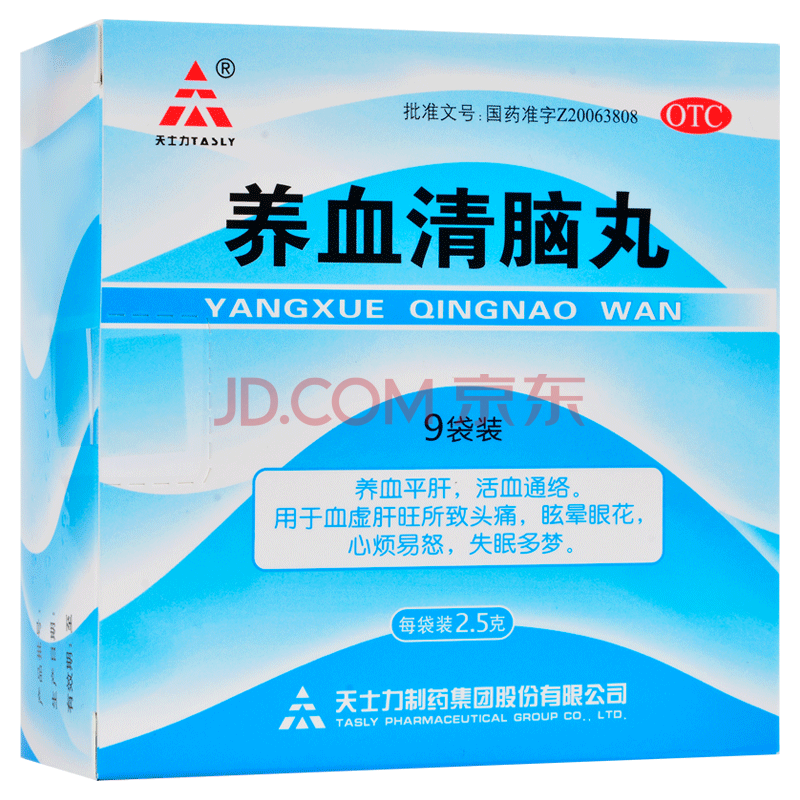 ®
天士力TASLY
批准文号:国药准字Z20063808
OTC
养血清脑丸
YANGXUE QINGNAO WAN
JD.COM 京东
9袋装
养血平肝,活血通络。
用于血虚肝旺所致头痛,眩晕眼花,
心烦易怒,失眠多梦。
每袋装2.5克
天士力制药集团股份有限公司
TASLY PHARMACEUTICAL GROUP CO., LTD.